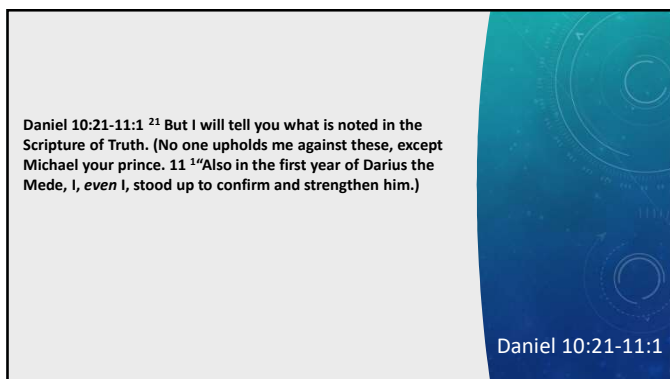 Daniel 10:21-11:1 ²¹ But I will tell you what is noted in the
Scripture of Truth. (No one upholds me against these, except
Michael your prince. 11 ¹“Also in the first year of Darius the
Mede, I, even I, stood up to confirm and strengthen him.)
Daniel 10:21-11:1